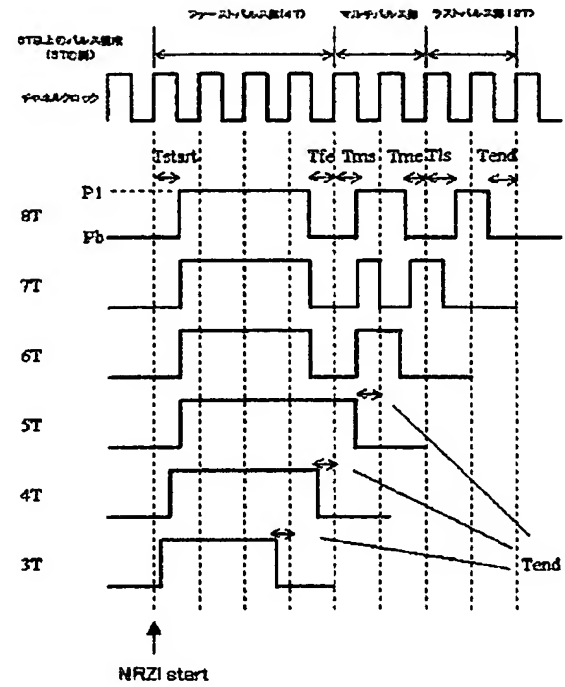 ファーストパルス部(4T)
マルチパルス部
ラストパルス部(2T)
チャネルクロック
Tstart
Tfe
Tms
Tme
Tls
Tend
P1
Pb
8T
7T
6T
5T
4T
3T
Tend
NRZI start